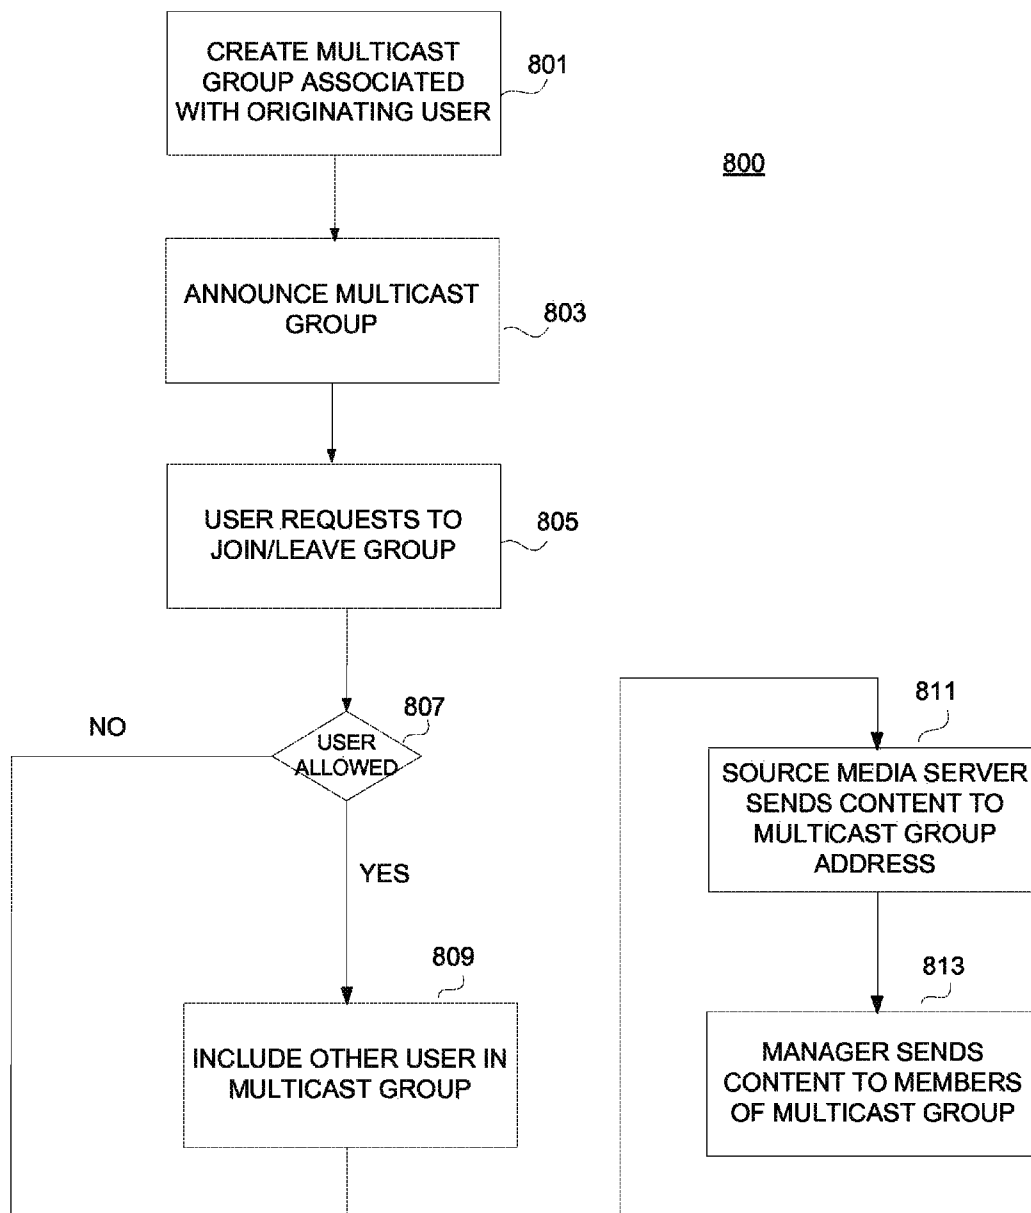 CREATE MULTICAST
GROUP ASSOCIATED
WITH ORIGINATING USER
801
800
ANNOUNCE MULTICAST
GROUP
803
USER REQUESTS TO
JOIN/LEAVE GROUP
805
807
NO
USER
ALLOWED
YES
809
INCLUDE OTHER USER IN
MULTICAST GROUP
811
SOURCE MEDIA SERVER
SENDS CONTENT TO
MULTICAST GROUP
ADDRESS
813
MANAGER SENDS
CONTENT TO MEMBERS
OF MULTICAST GROUP